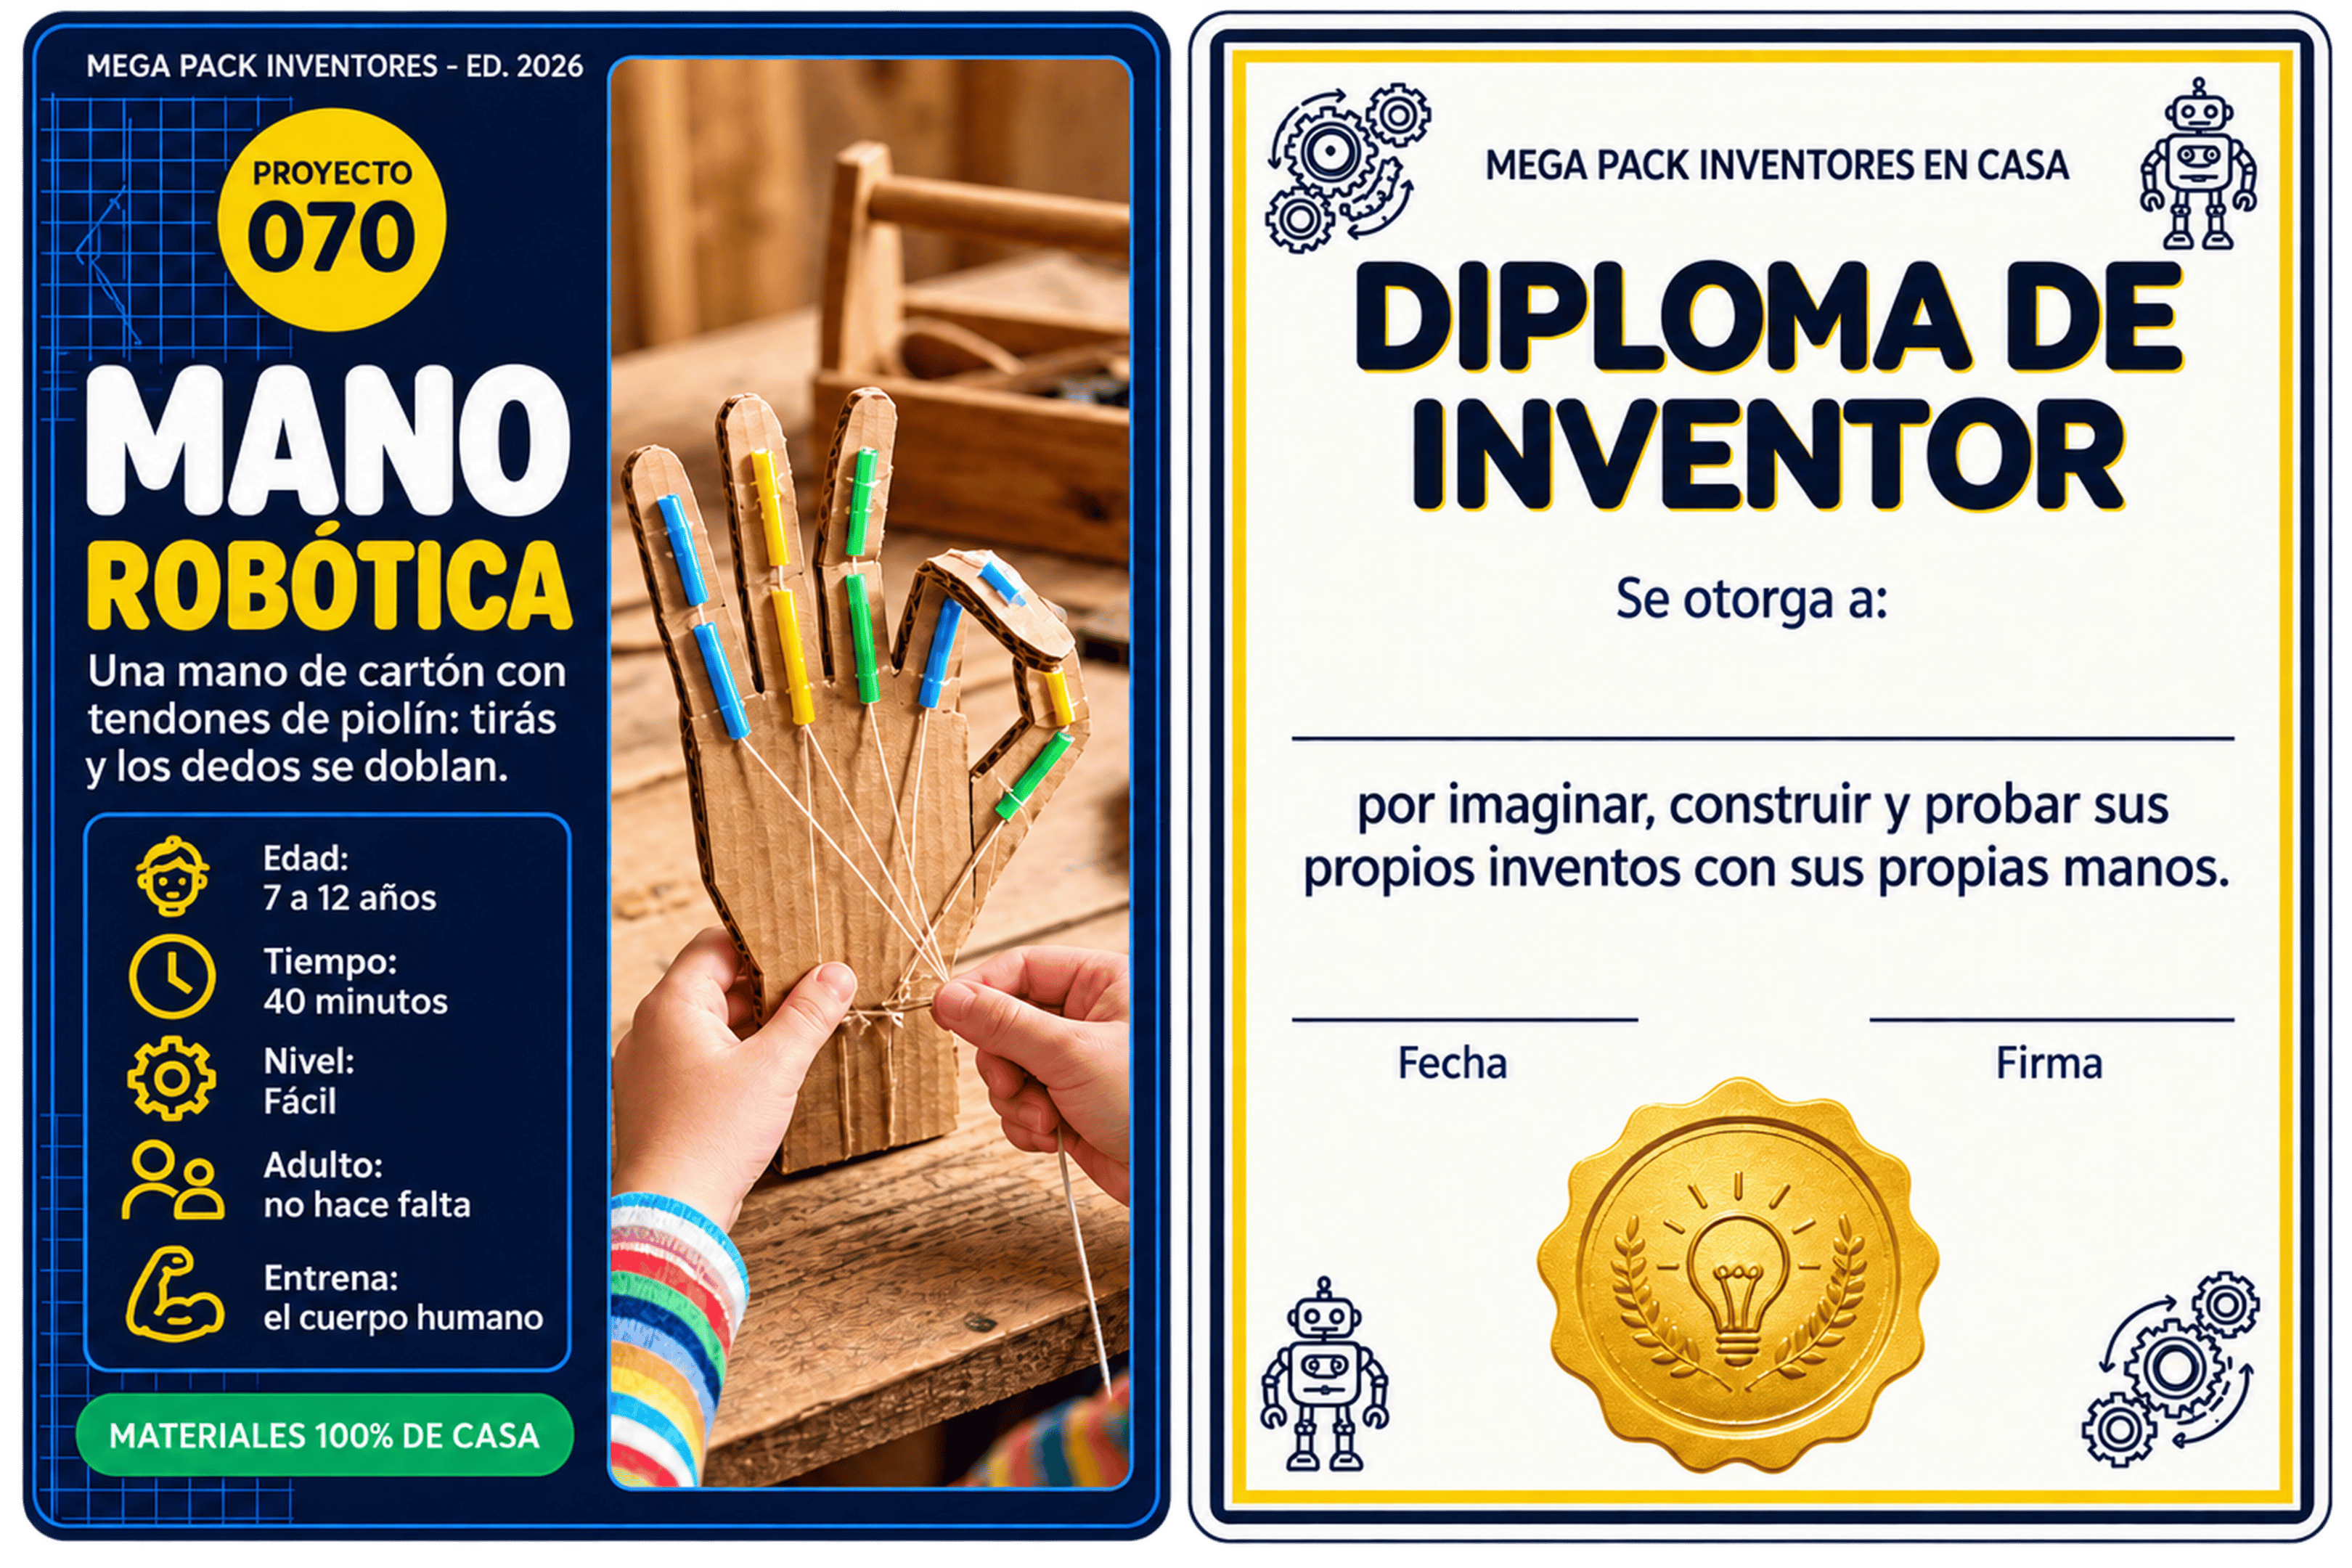 MEGA PACK INVENTORES - ED. 2026
PROYECTO
070
MANO
ROBÓTICA
Una mano de cartón con
tendones de piolín: tirás
y los dedos se doblan.
Edad:
7 a 12 años
Tiempo:
40 minutos
Nivel:
Fácil
Adulto:
no hace falta
Entrena:
el cuerpo humano
MATERIALES 100% DE CASA
MEGA PACK INVENTORES EN CASA
DIPLOMA DE
INVENTOR
Se otorga a:
por imaginar, construir y probar sus
propios inventos con sus propias manos.
Fecha
Firma